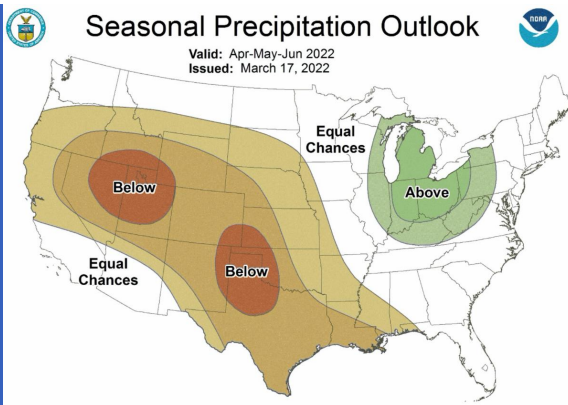 Seasonal Precipitation Outlook
NOAA
Valid: Apr-May-Jun 2022
Issued: March 17, 2022
Equal
Chances
Above
Below
Below
Equal
Chances